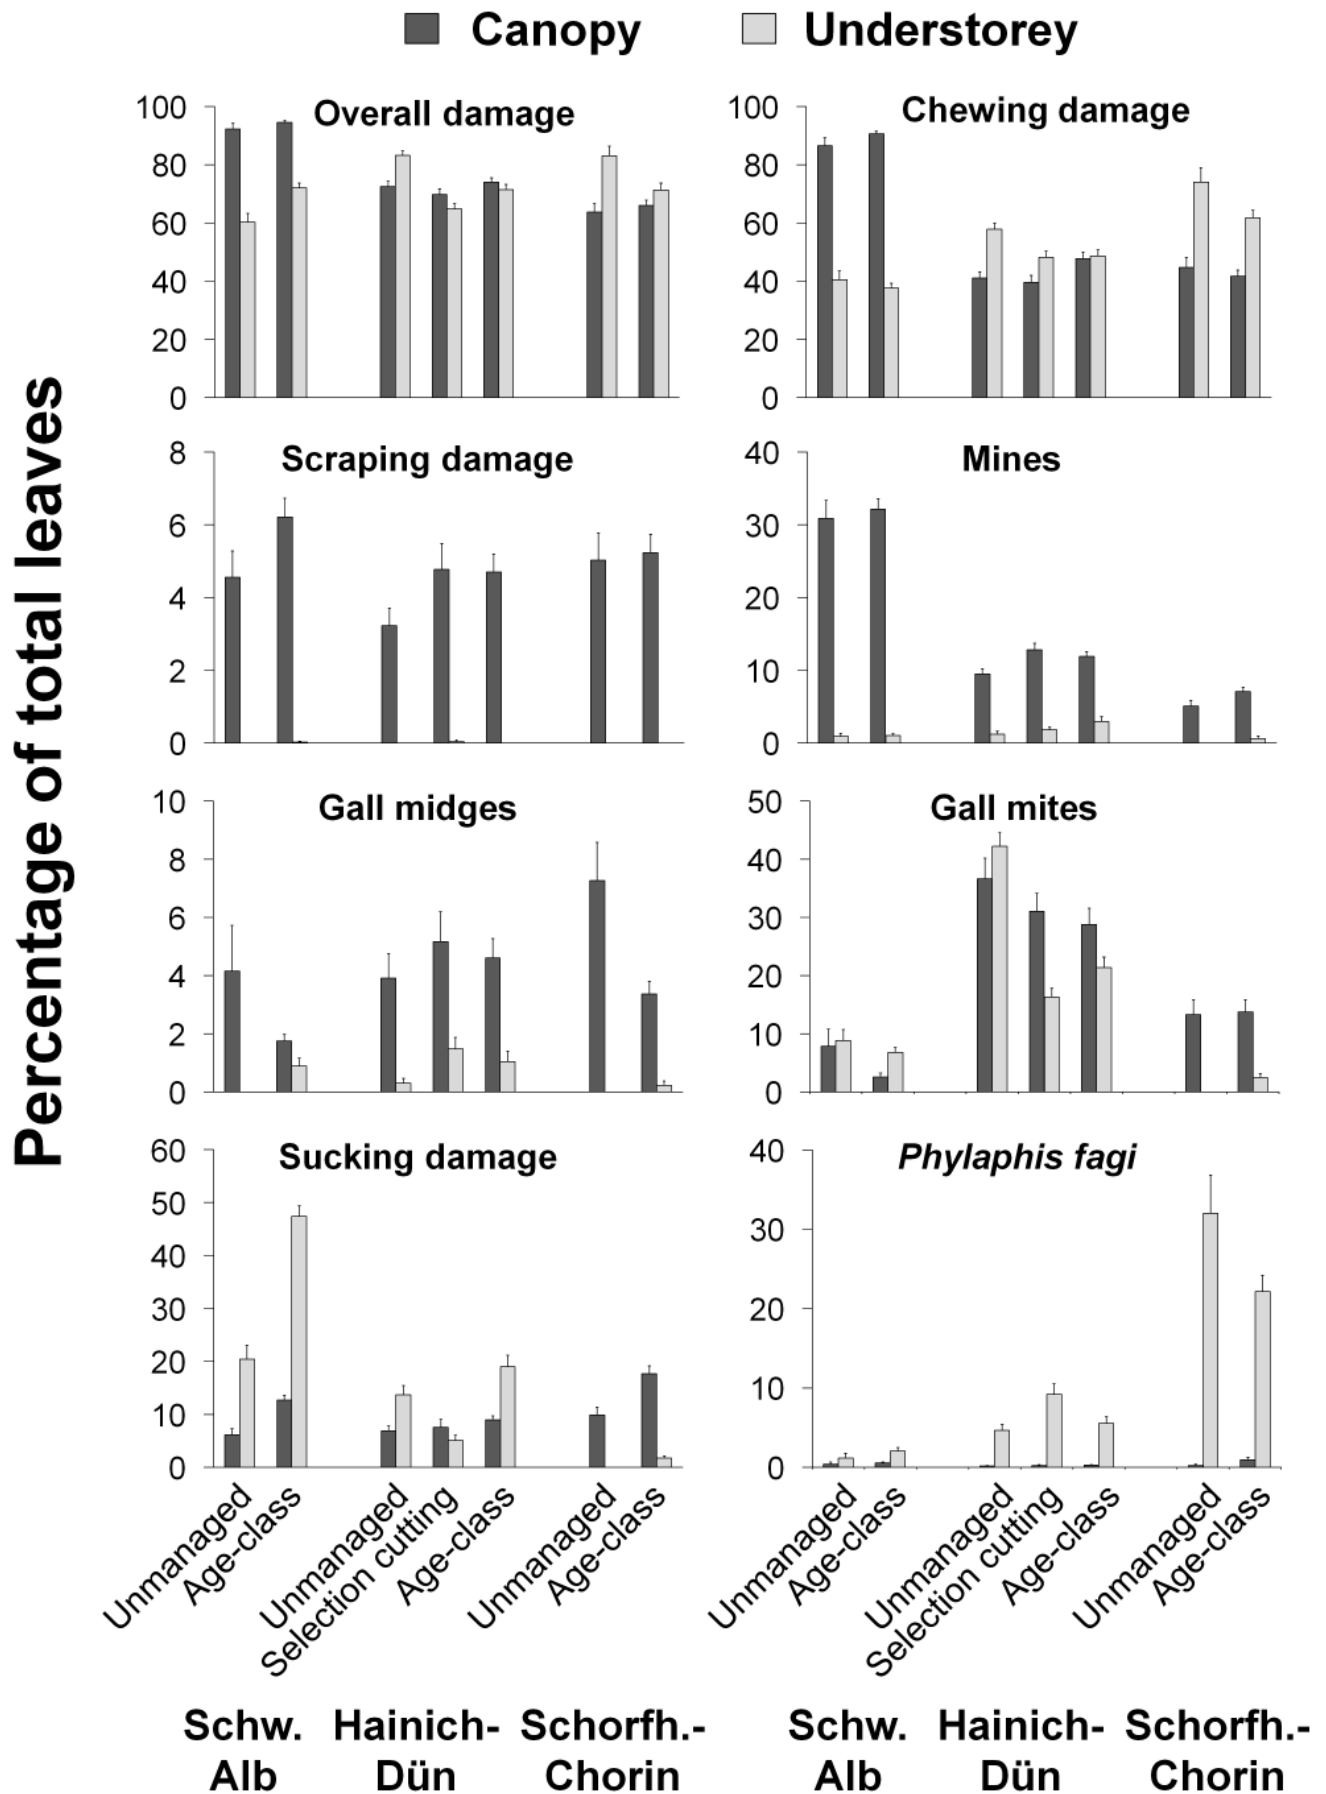 Canopy Understorey
Percentage of total leaves
Overall damage
100
80
60
40
20
0
Chewing damage
100
80
60
40
20
0
Scraping damage
8
6
4
2
0
Mines
40
30
20
10
0
Gall midges
10
8
6
4
2
0
Gall mites
50
40
30
20
10
0
Sucking damage
60
50
40
30
20
10
0
Phylaphis fagi
40
30
20
10
0
Unmanaged
Age-class
Unmanaged
Selection cutting
Age-class
Unmanaged
Age-class
Unmanaged
Age-class
Unmanaged
Selection cutting
Age-class
Unmanaged
Age-class
Schw. Hainich- Schorfh.- Schw. Hainich- Schorfh.-
Alb Dün Chorin Alb Dün Chorin